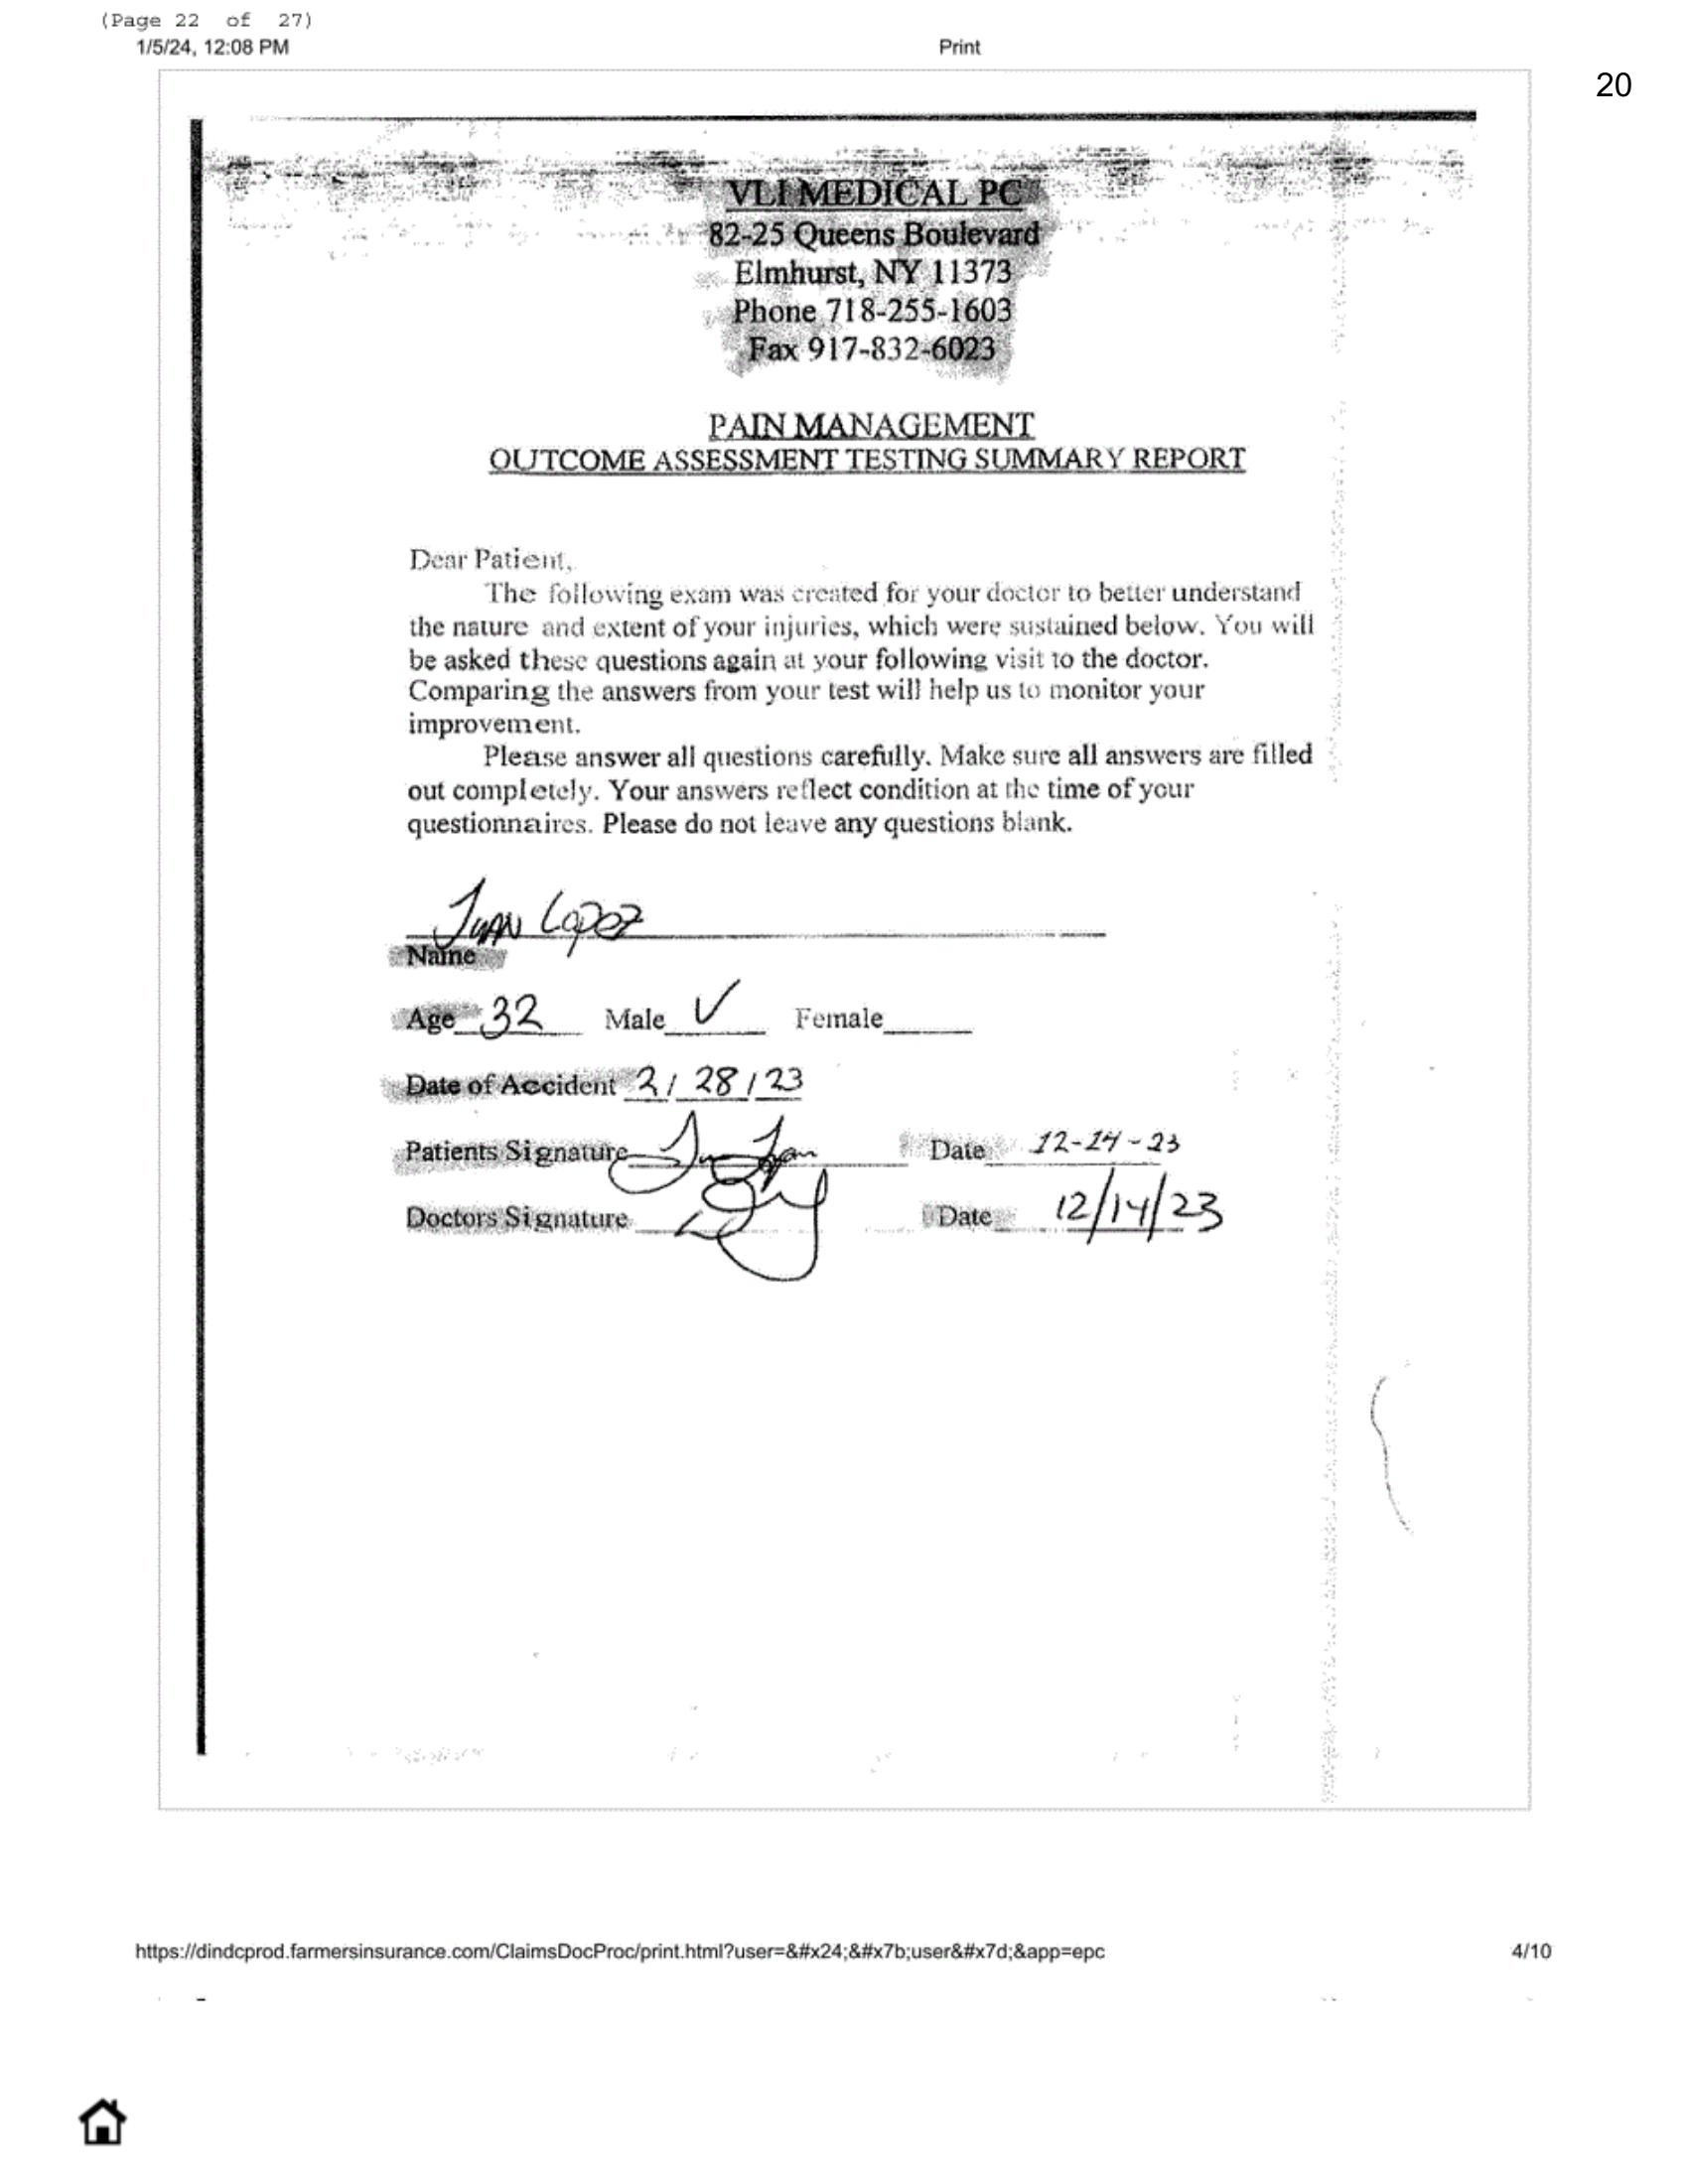 (Page 22 of 27)
1/5/24, 12:08 PM
Print
20
VLI MEDICAL PC
82-25 Queens Boulevard
Elmhurst, NY 11373
Phone 718-255-1603
Fax 917-832-6023
PAIN MANAGEMENT
OUTCOME ASSESSMENT TESTING SUMMARY REPORT
Dear Patient,
The following exam was created for your doctor to better understand
the nature and extent of your injuries, which were sustained below. You will
be asked these questions again at your following visit to the doctor.
Comparing the answers from your test will help us to monitor your
improvement.
Please answer all questions carefully. Make sure all answers are filled
out completely. Your answers reflect condition at the time of your
questionnaires. Please do not leave any questions blank.
Juan Lopez
Name
Age 32 Male ✓ Female
Date of Accident 2/28/23
Patients Signature Date 12-14-23
Doctors Signature Date 12/14/23
https://dindcprod.farmersinsurance.com/ClaimsDocProc/print.html?user=&#x24;&#x7b;user&#x7d;&app=epc
4/10